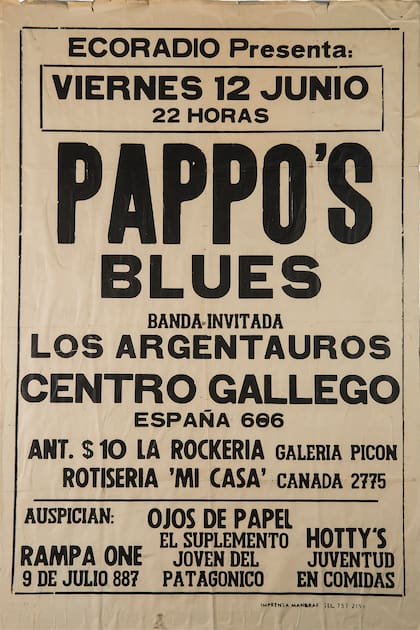 ECORADIO Presenta:
VIERNES 12 JUNIO
22 HORAS
PAPPO'S
BLUES
BANDA INVITADA
LOS ARGENTAUROS
CENTRO GALLEGO
ESPAÑA 606
ANT. $ 10 LA ROCKERIA GALERIA PICON
ROTISERIA 'MI CASA' CANADA 2775
AUSPICIAN:
RAMPA ONE
9 DE JULIO 887
OJOS DE PAPEL
EL SUPLEMENTO
JOVEN DEL
PATAGONICO
HOTTY'S
JUVENTUD
EN COMIDAS
IMPRENTA